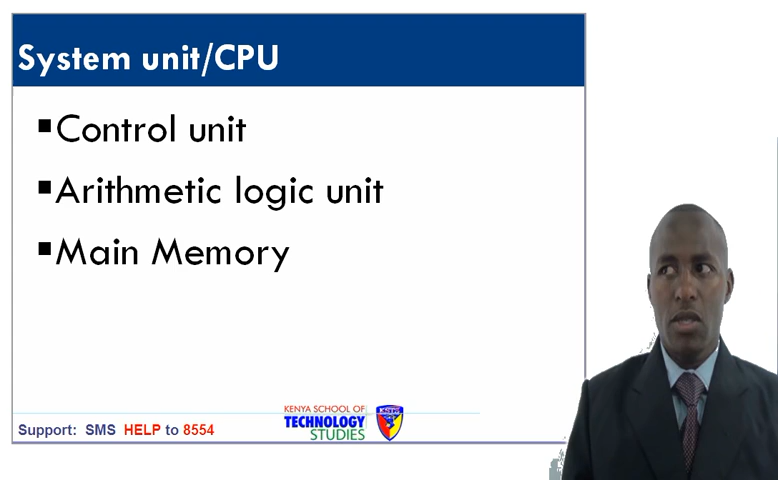 System unit/CPU
Control unit
Arithmetic logic unit
Main Memory
KENYA SCHOOL OF
TECHNOLOGY
STUDIES
Support: SMS HELP to 8554